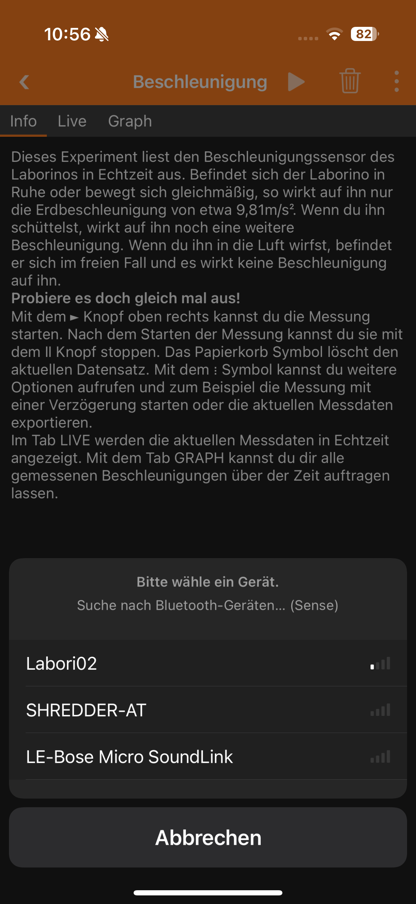 10:56
82
Beschleunigung
Info Live Graph
Dieses Experiment liest den Beschleunigungssensor des
Laborinos in Echtzeit aus. Befindet sich der Laborino in
Ruhe oder bewegt sich gleichmäßig, so wirkt auf ihn nur
die Erdbeschleunigung von etwa 9,81m/s². Wenn du ihn
schüttelst, wirkt auf ihn noch eine weitere
Beschleunigung. Wenn du ihn in die Luft wirfst, befindet
er sich im freien Fall und es wirkt keine Beschleunigung
auf ihn.
Probiere es doch gleich mal aus!
Mit dem ► Knopf oben rechts kannst du die Messung
starten. Nach dem Starten der Messung kannst du sie mit
dem II Knopf stoppen. Das Papierkorb Symbol löscht den
aktuellen Datensatz. Mit dem ⋮ Symbol kannst du weitere
Optionen aufrufen und zum Beispiel die Messung mit
einer Verzögerung starten oder die aktuellen Messdaten
exportieren.
Im Tab LIVE werden die aktuellen Messdaten in Echtzeit
angezeigt. Mit dem Tab GRAPH kannst du dir alle
gemessenen Beschleunigungen über der Zeit auftragen
lassen.
Bitte wähle ein Gerät.
Suche nach Bluetooth-Geräten... (Sense)
Labori02
SHREDDER-AT
LE-Bose Micro SoundLink
Abbrechen